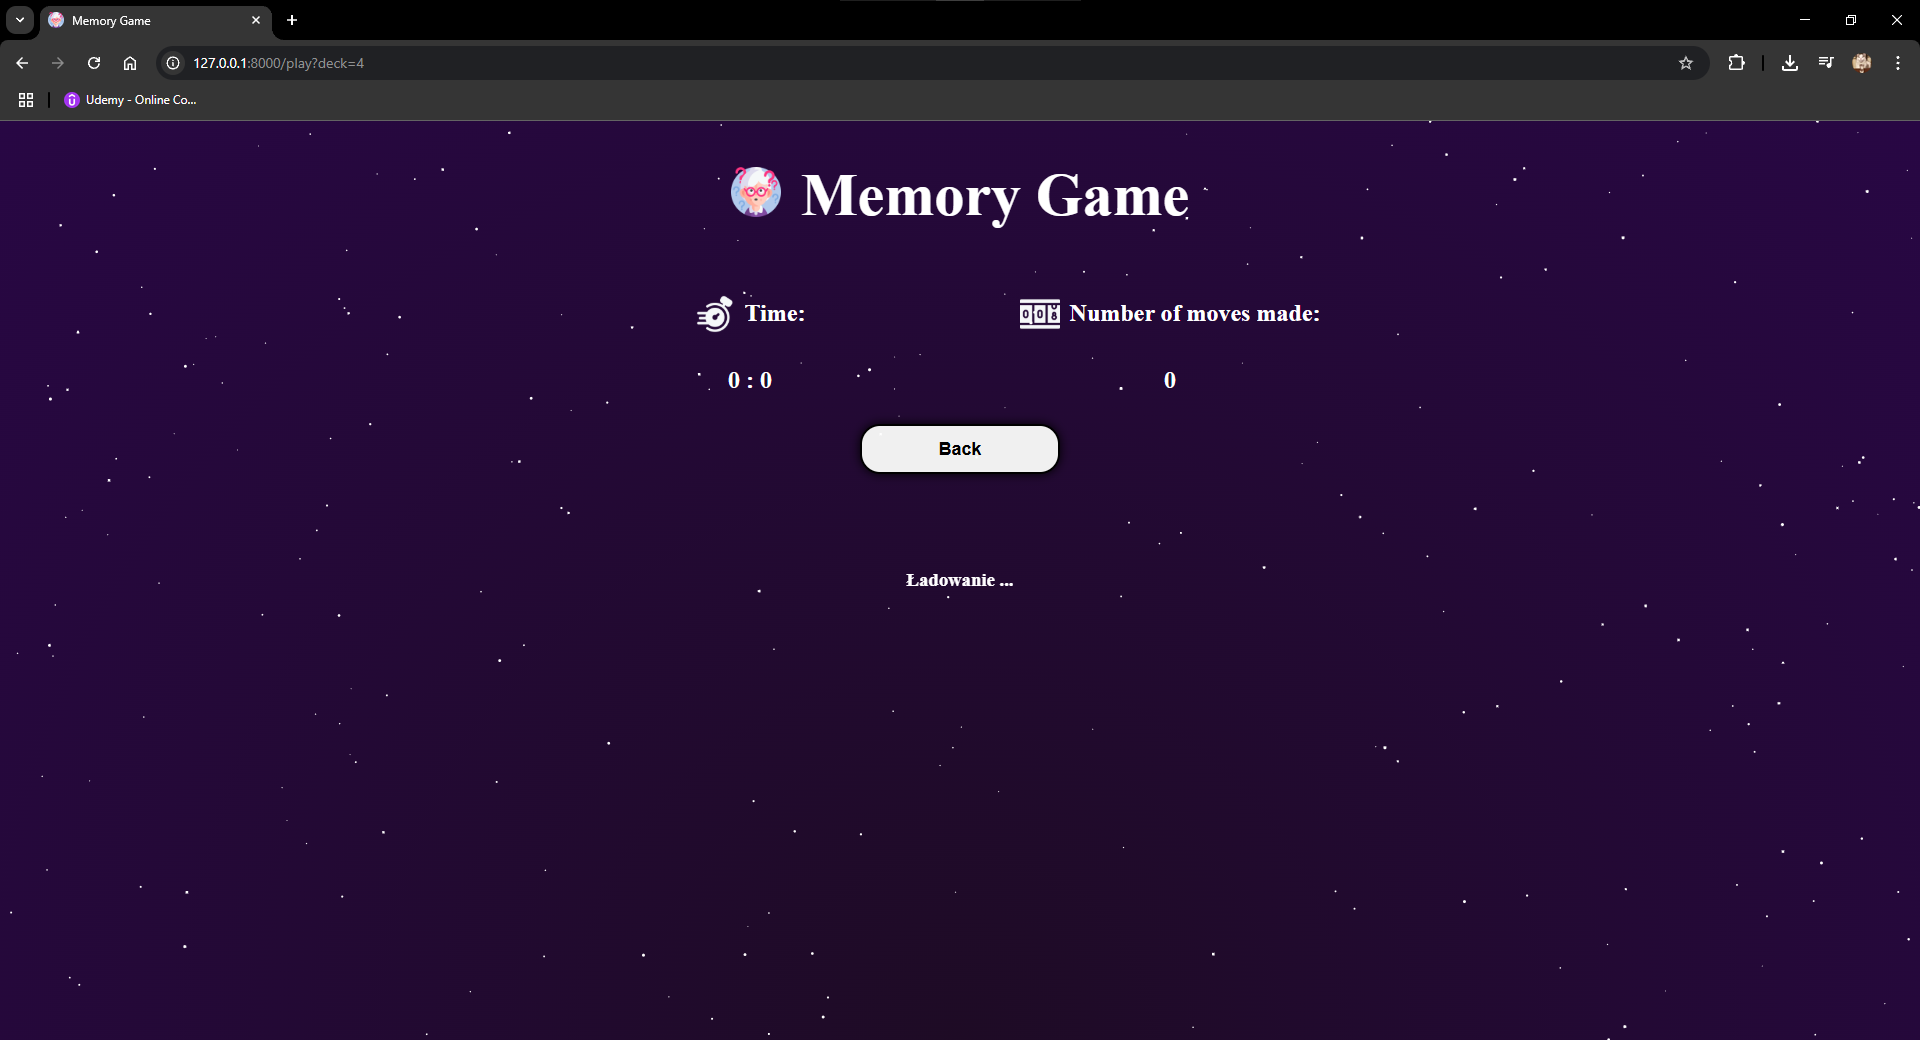 Memory Game
127.0.0.1:8000/play?deck=4
Udemy - Online Co...
Memory Game
Time:
Number of moves made:
0 : 0
0
Back
Ładowanie ...